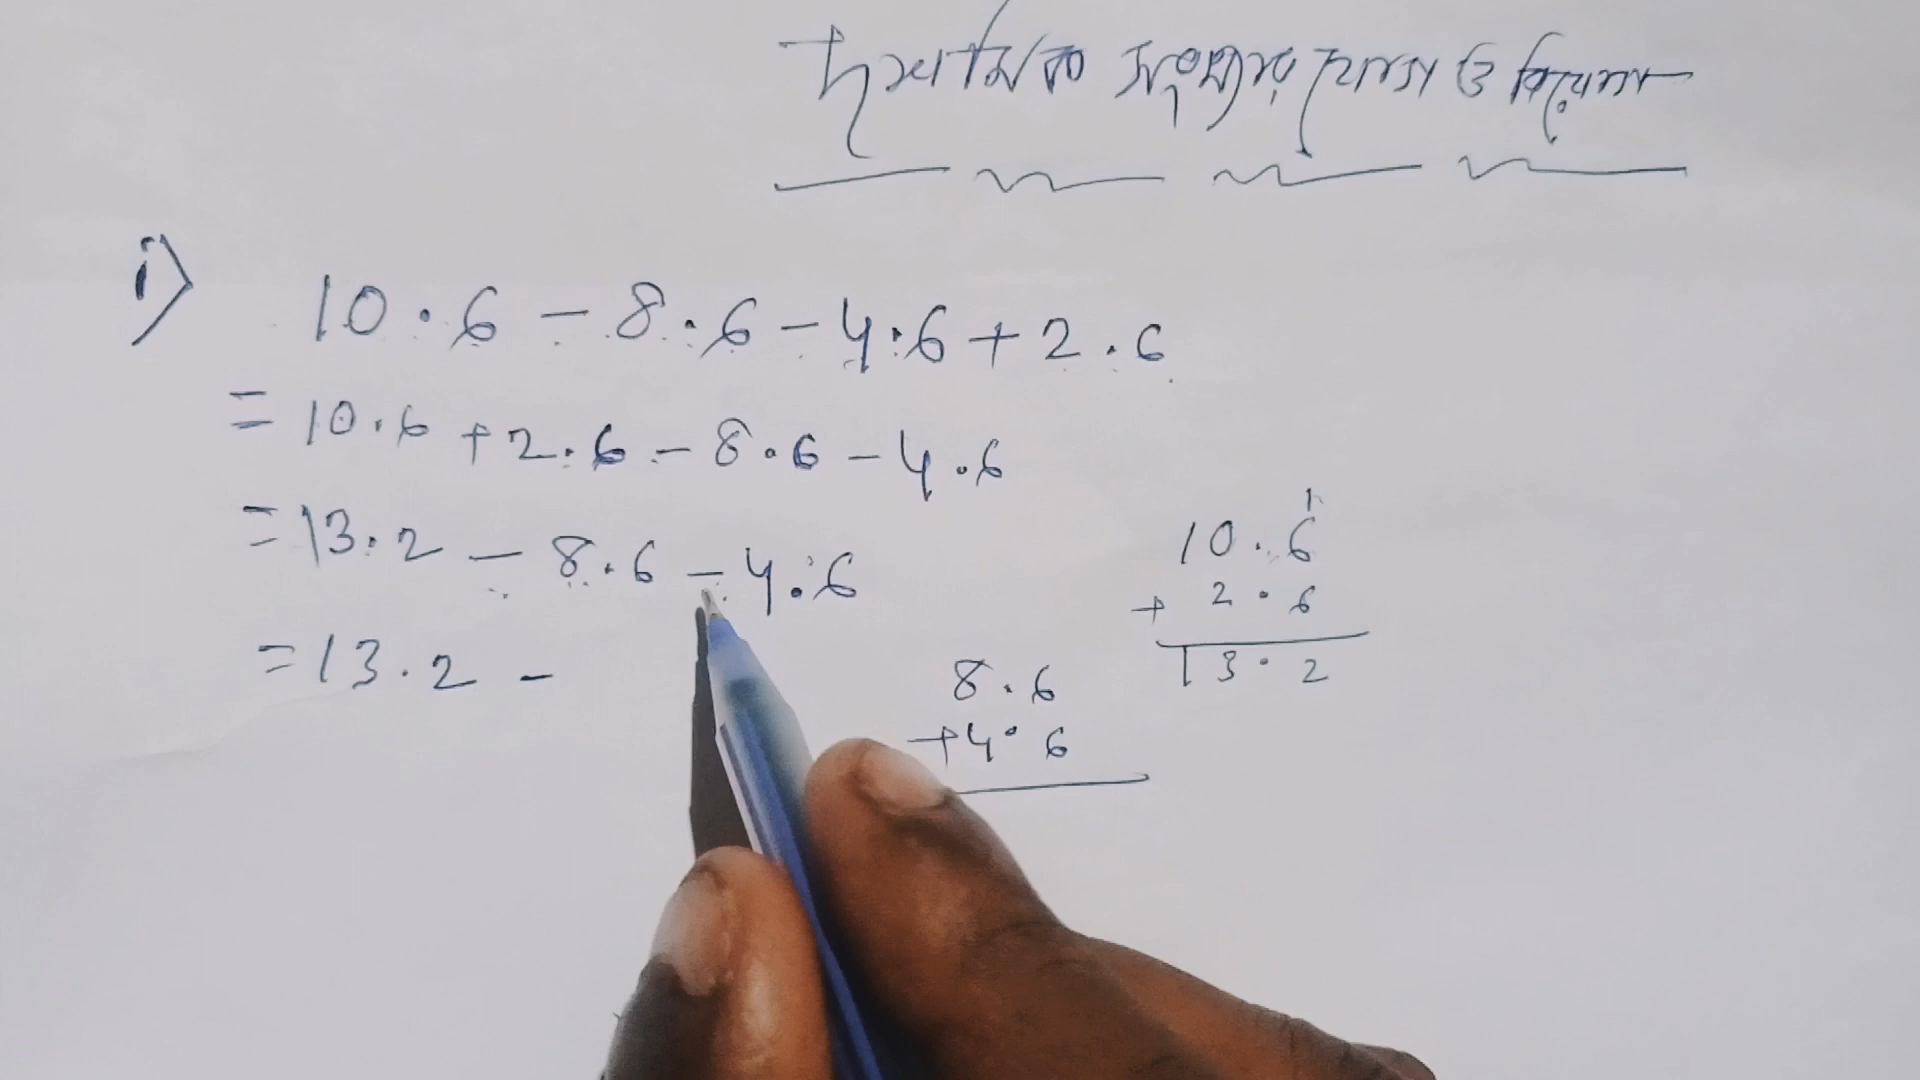 দশমিক সংখ্যার যোগ ও বিয়োগ
i) 10.6 - 8.6 - 4.6 + 2.6
= 10.6 + 2.6 - 8.6 - 4.6
= 13.2 - 8.6 - 4.6
= 13.2 -
1
10.6
+ 2.6
13.2
8.6
+4.6